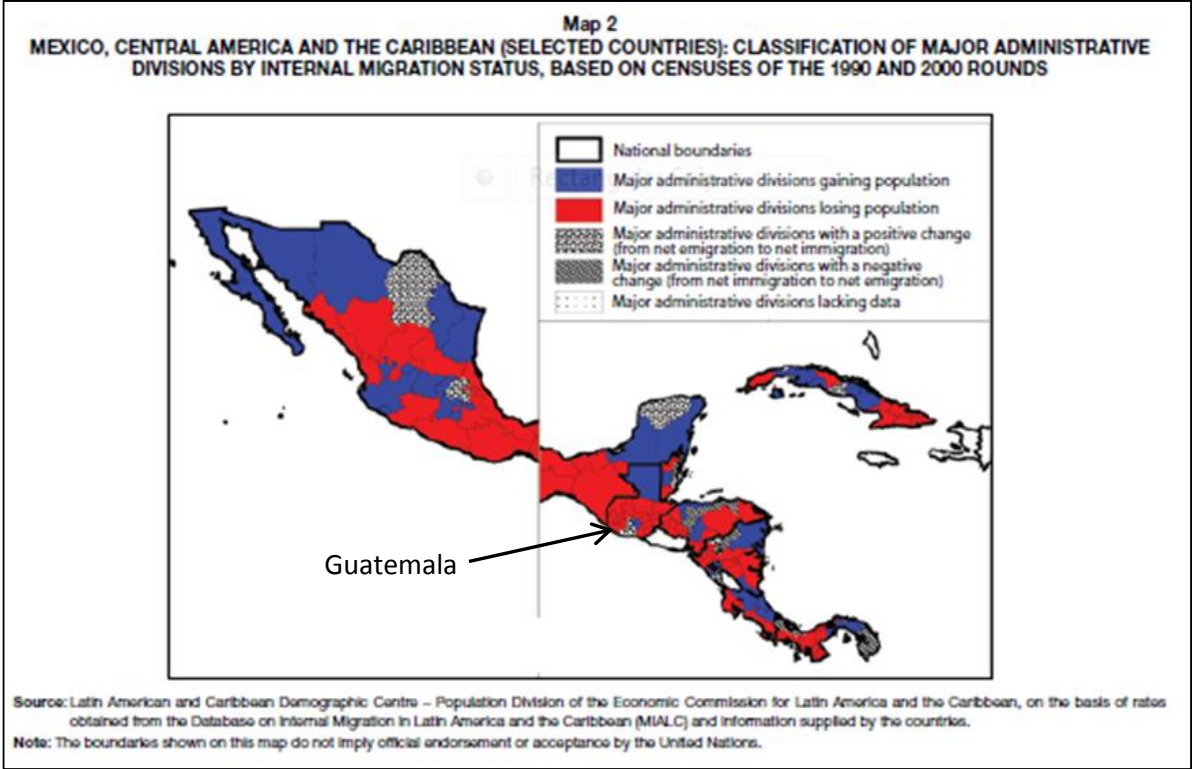 Map 2
MEXICO, CENTRAL AMERICA AND THE CARIBBEAN (SELECTED COUNTRIES): CLASSIFICATION OF MAJOR ADMINISTRATIVE
DIVISIONS BY INTERNAL MIGRATION STATUS, BASED ON CENSUSES OF THE 1990 AND 2000 ROUNDS
National boundaries
Major administrative divisions gaining population
Major administrative divisions losing population
Major administrative divisions with a positive change
(from net emigration to net immigration)
Major administrative divisions with a negative
change (from net immigration to net emigration)
Major administrative divisions lacking data
Guatemala
Source: Latin American and Caribbean Demographic Centre – Population Division of the Economic Commission for Latin America and the Caribbean, on the basis of rates
obtained from the Database on Internal Migration in Latin America and the Caribbean (MIALC) and information supplied by the countries.
Note: The boundaries shown on this map do not imply official endorsement or acceptance by the United Nations.